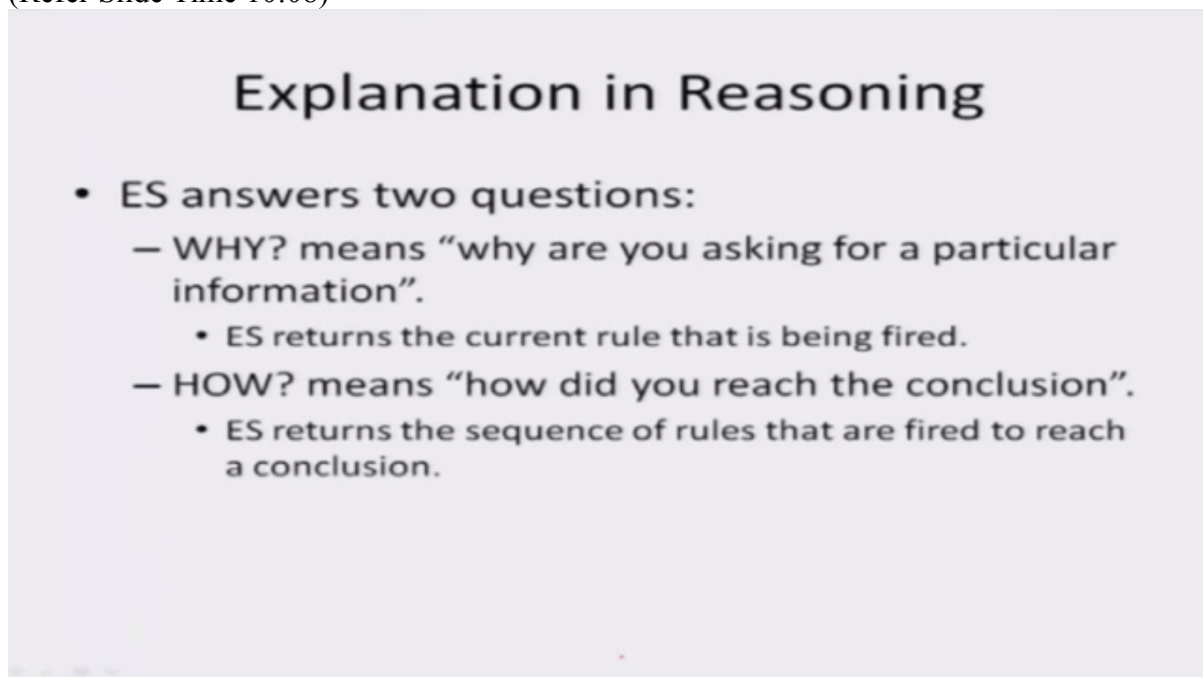 Explanation in Reasoning
• ES answers two questions:
– WHY? means “why are you asking for a particular
information”.
• ES returns the current rule that is being fired.
– HOW? means “how did you reach the conclusion”.
• ES returns the sequence of rules that are fired to reach
a conclusion.